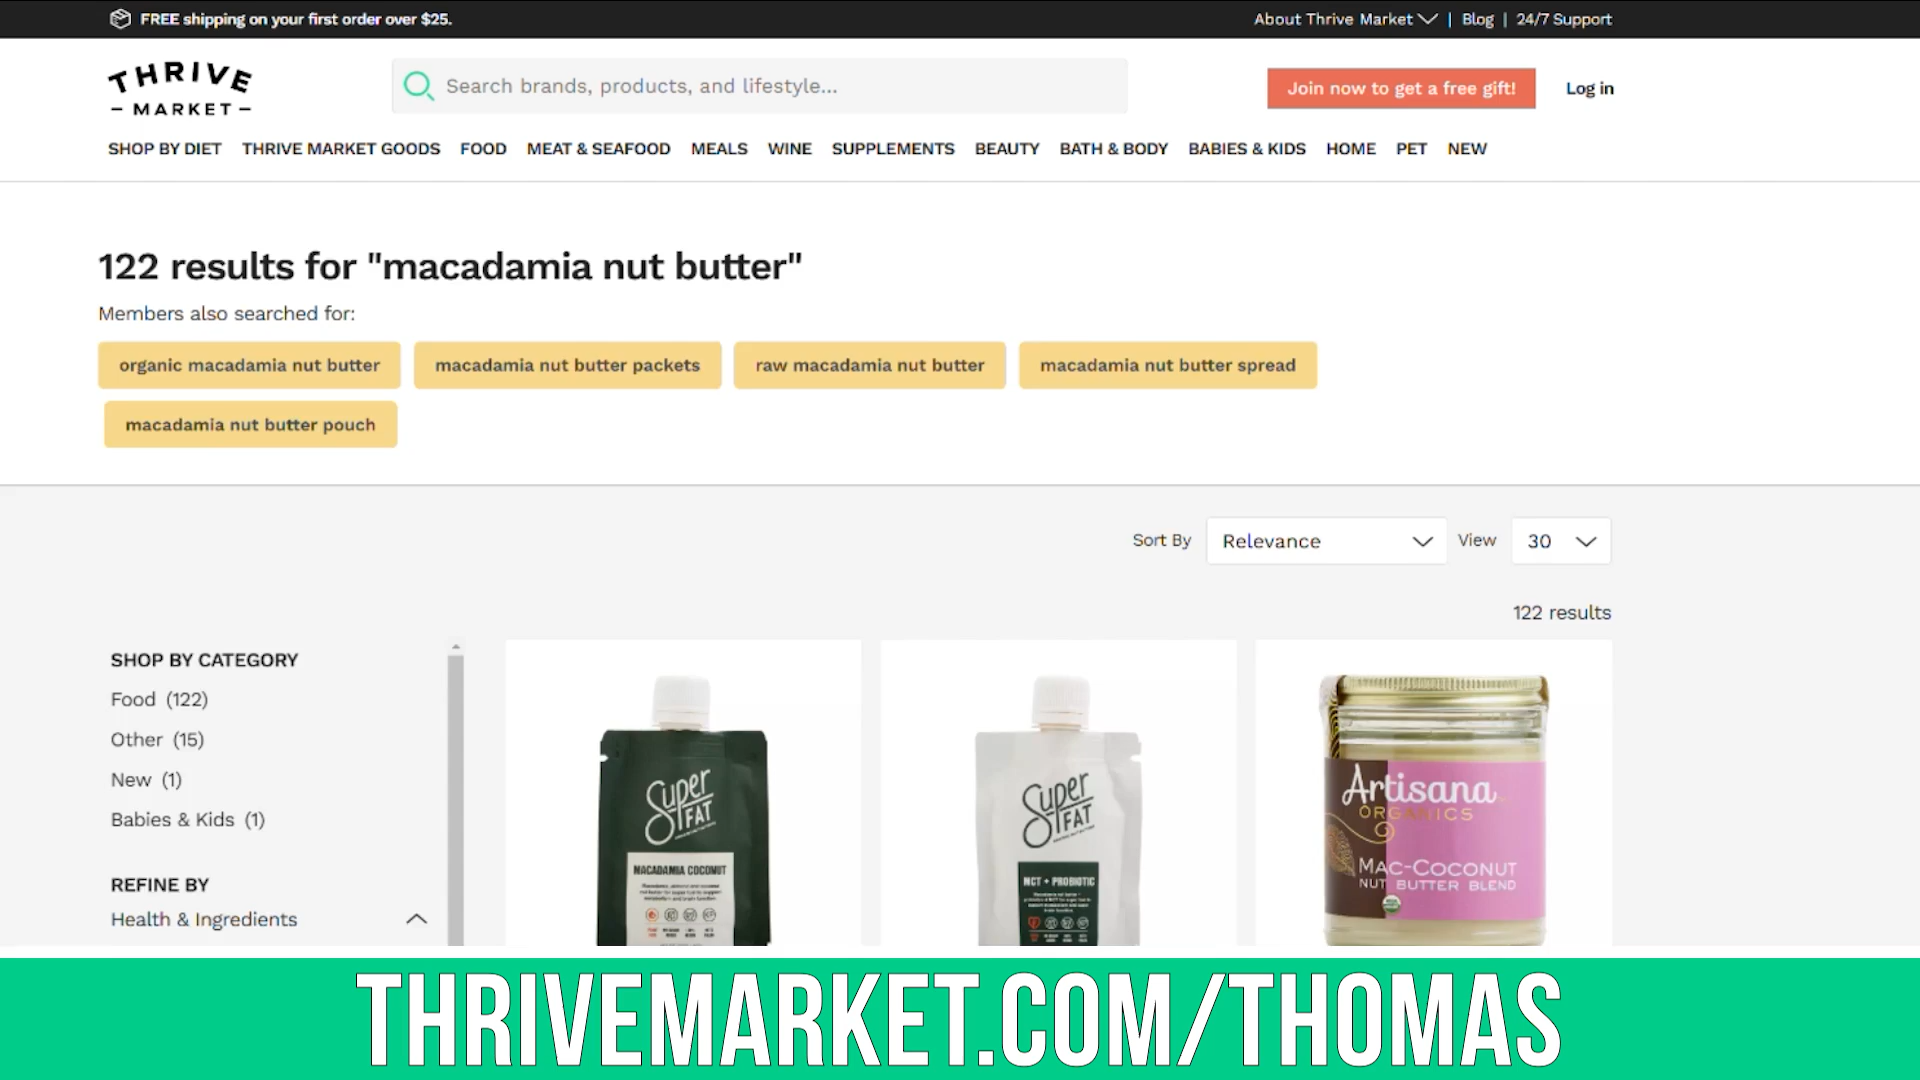 FREE shipping on your first order over $25.
About Thrive Market | Blog | 24/7 Support
THRIVE
MARKET
Search brands, products, and lifestyle...
Join now to get a free gift!
Log in
SHOP BY DIET THRIVE MARKET GOODS FOOD MEAT & SEAFOOD MEALS WINE SUPPLEMENTS BEAUTY BATH & BODY BABIES & KIDS HOME PET NEW
122 results for "macadamia nut butter"
Members also searched for:
organic macadamia nut butter
macadamia nut butter packets
raw macadamia nut butter
macadamia nut butter spread
macadamia nut butter pouch
Sort By Relevance View 30
122 results
SHOP BY CATEGORY
Food (122)
Other (15)
New (1)
Babies & Kids (1)
REFINE BY
Health & Ingredients
Super
FAT
MACADAMIA COCONUT
Super
FAT
MCT + PROBIOTIC
Artisana
ORGANICS
MAC-COCONUT
NUT BUTTER BLEND
THRIVEMARKET.COM/THOMAS